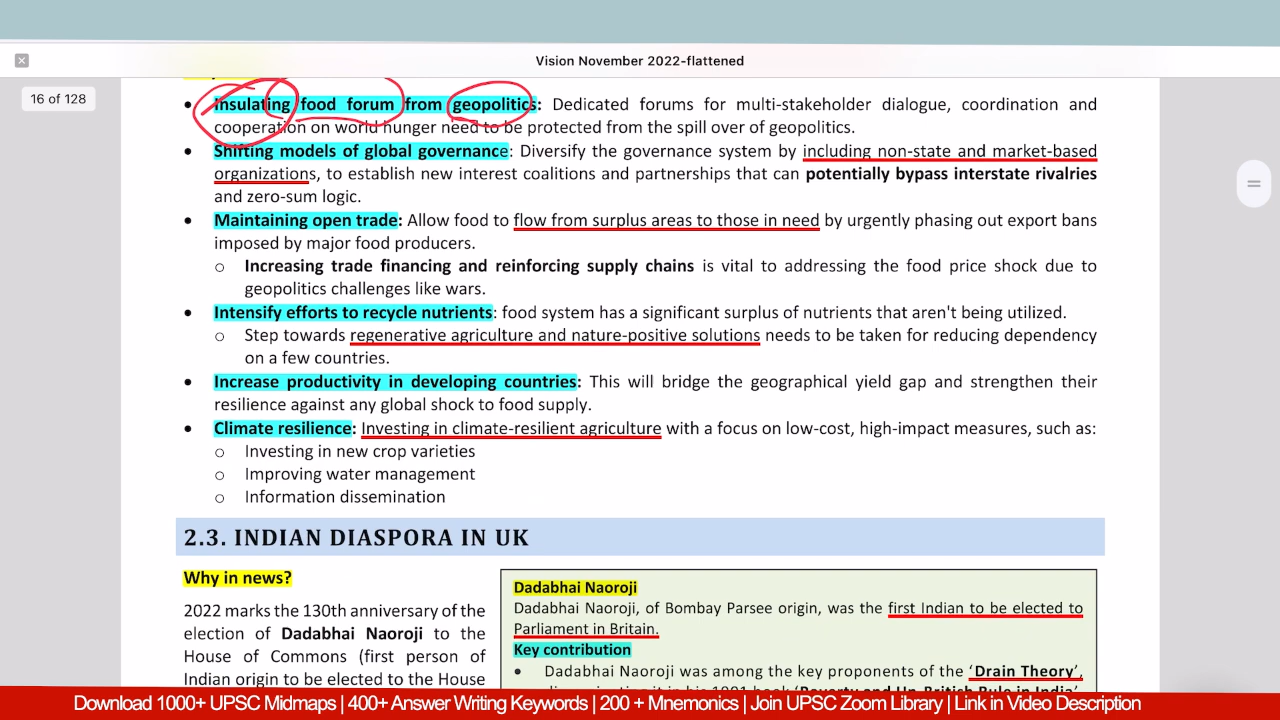 Vision November 2022-flattened
16 of 128
• Insulating food forum from geopolitics: Dedicated forums for multi-stakeholder dialogue, coordination and
cooperation on world hunger need to be protected from the spill over of geopolitics.
• Shifting models of global governance: Diversify the governance system by including non-state and market-based
organizations, to establish new interest coalitions and partnerships that can potentially bypass interstate rivalries
and zero-sum logic.
• Maintaining open trade: Allow food to flow from surplus areas to those in need by urgently phasing out export bans
imposed by major food producers.
o Increasing trade financing and reinforcing supply chains is vital to addressing the food price shock due to
geopolitics challenges like wars.
• Intensify efforts to recycle nutrients: food system has a significant surplus of nutrients that aren't being utilized.
o Step towards regenerative agriculture and nature-positive solutions needs to be taken for reducing dependency
on a few countries.
• Increase productivity in developing countries: This will bridge the geographical yield gap and strengthen their
resilience against any global shock to food supply.
• Climate resilience: Investing in climate-resilient agriculture with a focus on low-cost, high-impact measures, such as:
o Investing in new crop varieties
o Improving water management
o Information dissemination
2.3. INDIAN DIASPORA IN UK
Why in news?
2022 marks the 130th anniversary of the
election of Dadabhai Naoroji to the
House of Commons (first person of
Indian origin to be elected to the House
Dadabhai Naoroji
Dadabhai Naoroji, of Bombay Parsee origin, was the first Indian to be elected to
Parliament in Britain.
Key contribution
• Dadabhai Naoroji was among the key proponents of the 'Drain Theory',
Download 1000+ UPSC Midmaps | 400+ Answer Writing Keywords | 200 + Mnemonics | Join UPSC Zoom Library | Link in Video Description